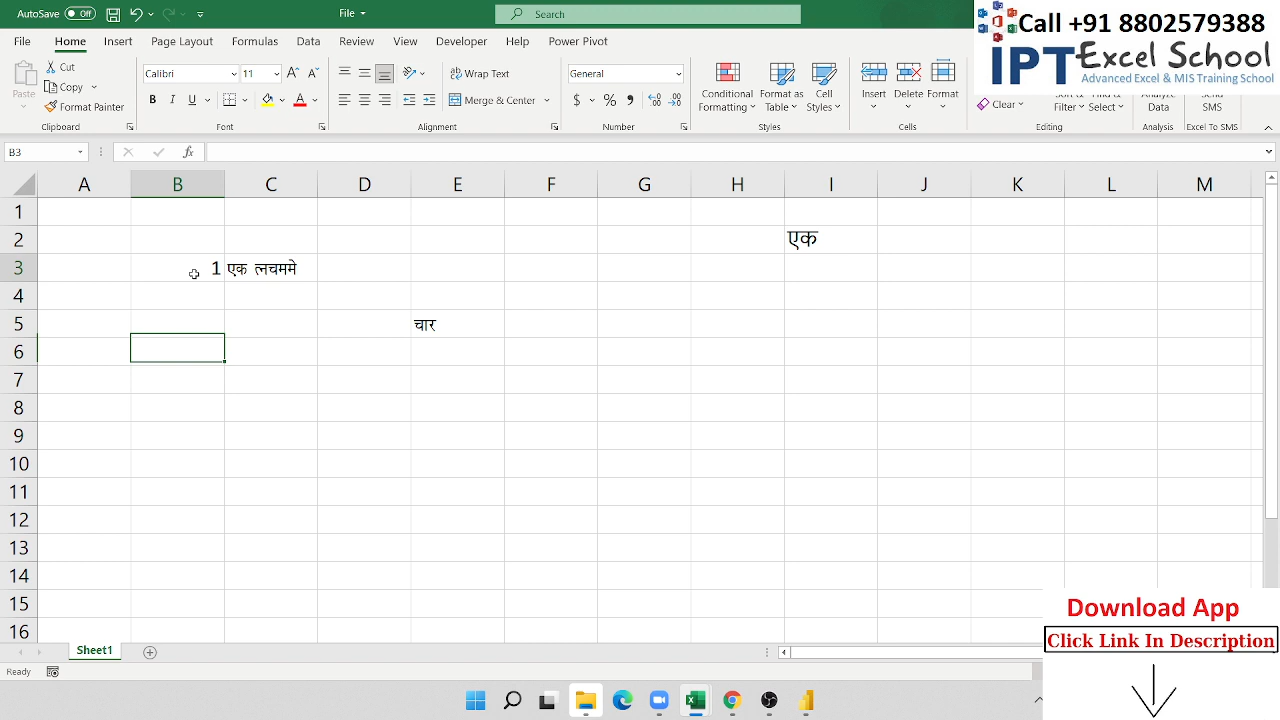 AutoSave Off File Search
Call +91 8802579388
IPT Excel School
Advanced Excel & MIS Training School
File Home Insert Page Layout Formulas Data Review View Developer Help Power Pivot
Paste Cut Copy Format Painter
Calibri 11
B I U
Wrap Text
Merge & Center
General
$ % ,
Conditional Formatting Format as Table Cell Styles
Insert Delete Format
Clear Filter Select
Data
SMS
Clipboard Font Alignment Number Styles Cells Editing Analysis Excel To SMS
B3 fx
A B C D E F G H I J K L M
1
2 एक
3 1 एक त्नचममे
4
5 चार
6
7
8
9
10
11
12
13
14
15
16
Sheet1
Ready
Download App
Click Link In Description